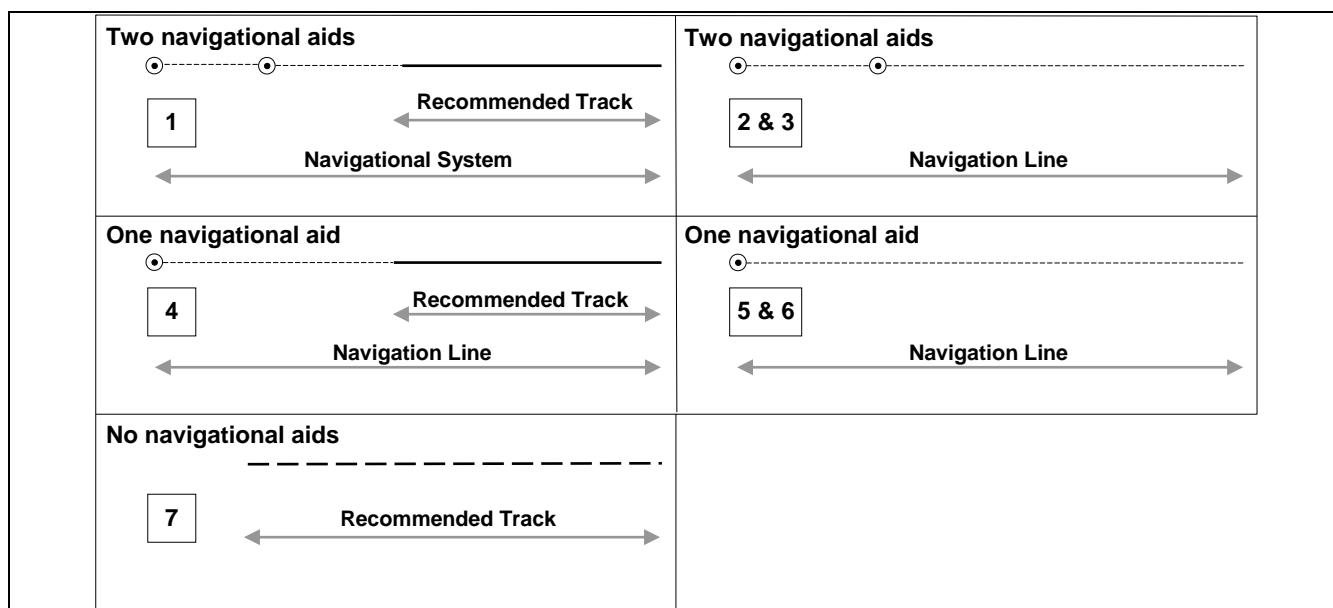 Two navigational aids
Recommended Track
1
Navigational System
Two navigational aids
2 & 3
Navigation Line
One navigational aid
Recommended Track
4
Navigation Line
One navigational aid
5 & 6
Navigation Line
No navigational aids
7
Recommended Track